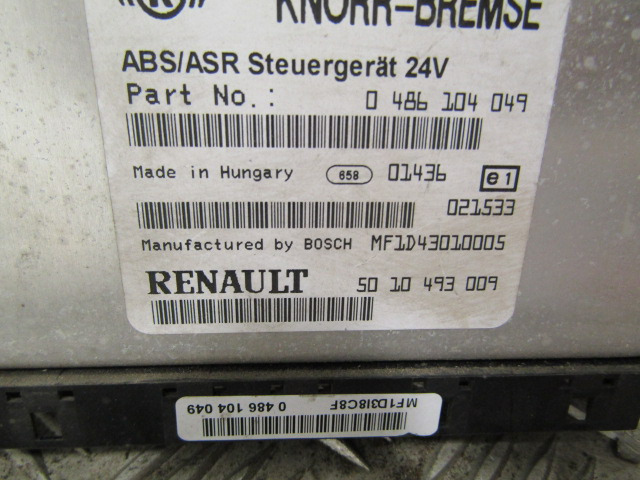 KNORR-BREMSE
ABS/ASR Steuergerät 24V
Part No.: 0 486 104 049
Made in Hungary 658 01436 e1
021533
Manufactured by BOSCH MF1D43010005
RENAULT 50 10 493 009
MF1D3I8C8F
0 486 104 049